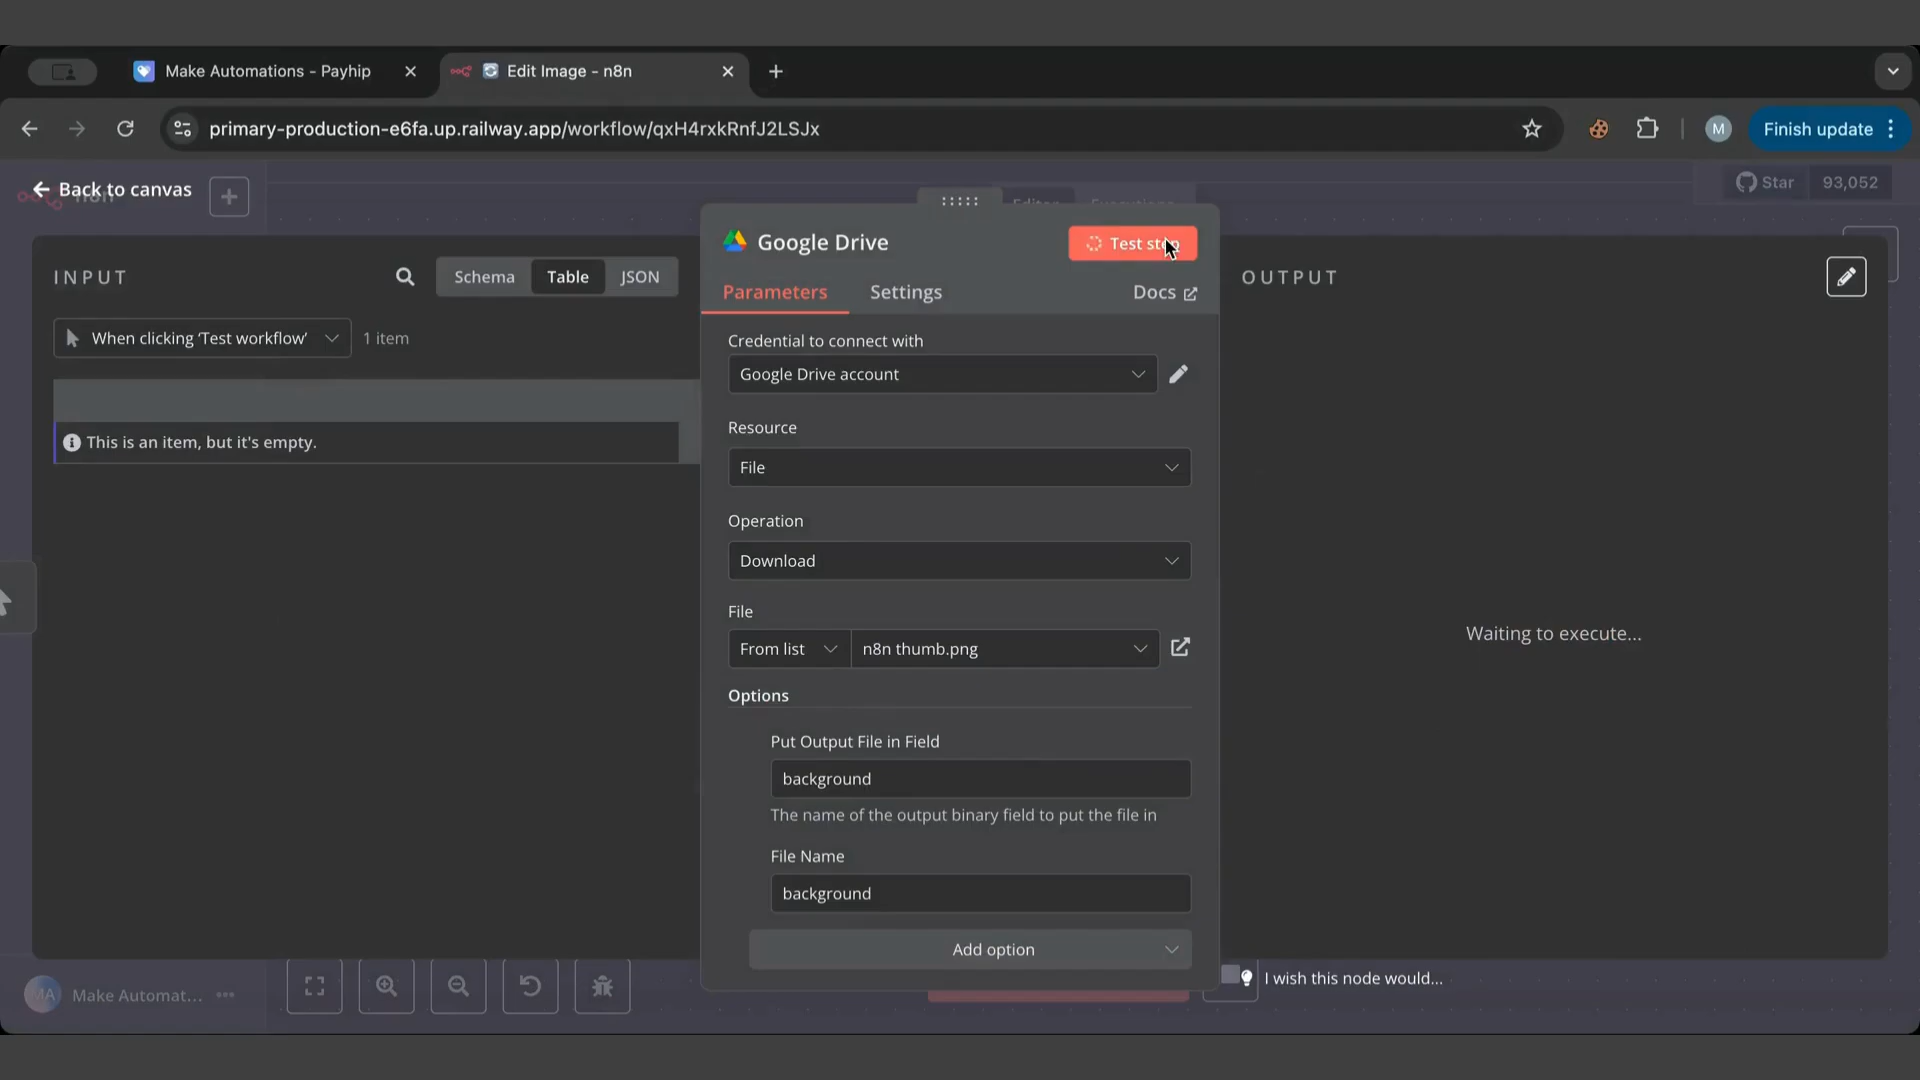 Make Automations - Payhip
Edit Image - n8n
primary-production-e6fa.up.railway.app/workflow/qxH4rxkRnfJ2LSJx
M
Finish update
Back to canvas
Star 93,052
Editor
Executions
Google Drive
Test step
INPUT
Schema
Table
JSON
OUTPUT
Parameters
Settings
Docs
When clicking ‘Test workflow’
1 item
Credential to connect with
Google Drive account
This is an item, but it's empty.
Resource
File
Operation
Download
File
From list
n8n thumb.png
Waiting to execute...
Options
Put Output File in Field
background
The name of the output binary field to put the file in
File Name
background
Add option
I wish this node would...
MA
Make Automat...